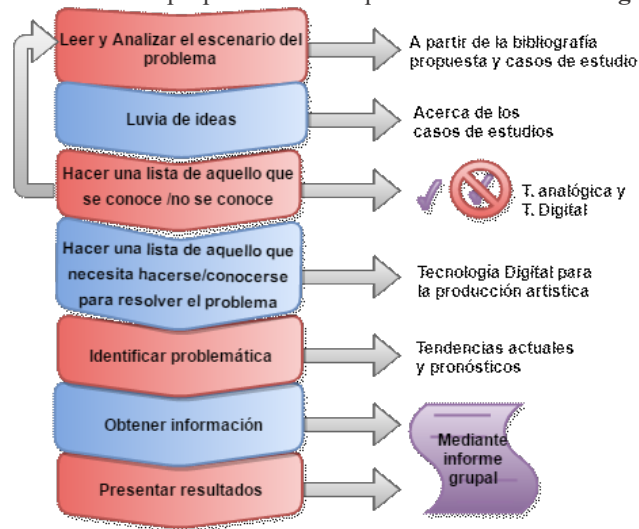 Leer y Analizar el escenario del
problema
A partir de la bibliografía
propuesta y casos de estudio
Luvia de ideas
Acerca de los
casos de estudios
Hacer una lista de aquello que
se conoce /no se conoce
T. analógica y
T. Digital
Hacer una lista de aquello que
necesita hacerse/conocerse
para resolver el problema
Tecnología Digital para
la producción artistica
Identificar problemática
Tendencias actuales
y pronósticos
Obtener información
Mediante
informe
grupal
Presentar resultados